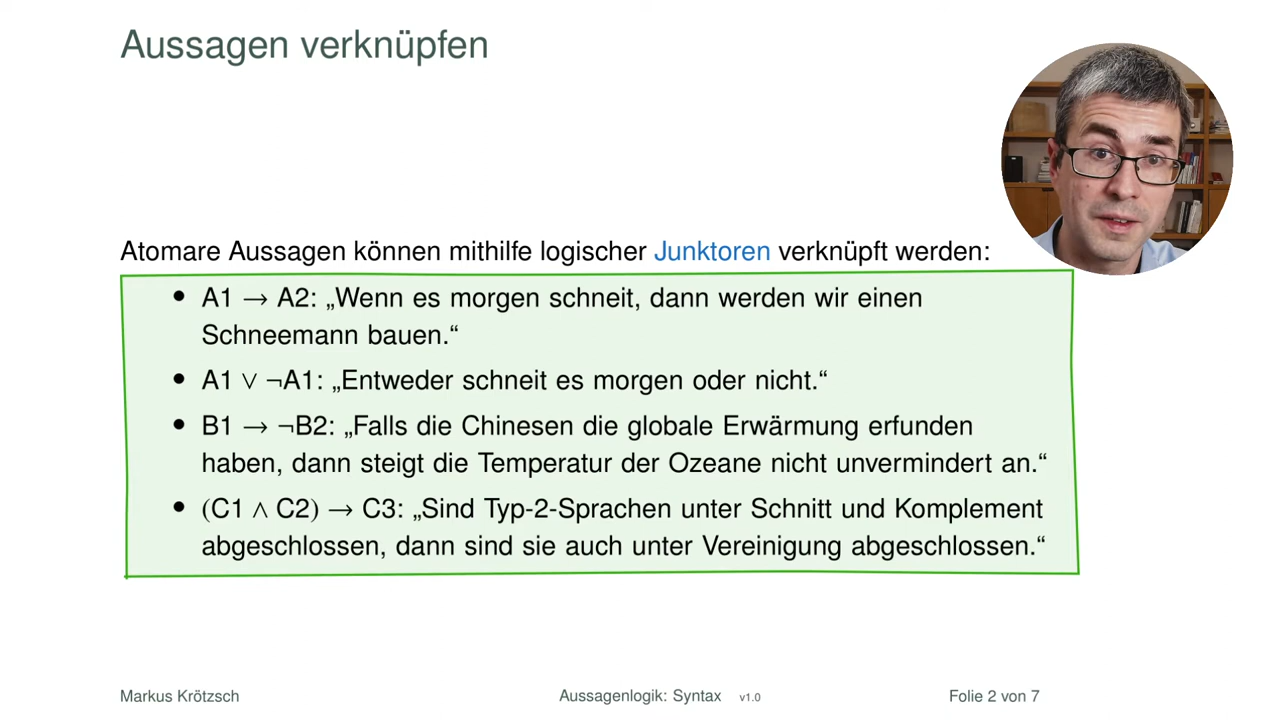 Aussagen verknüpfen
Atomare Aussagen können mithilfe logischer Junktoren verknüpft werden:
• A1 → A2: „Wenn es morgen schneit, dann werden wir einen
Schneemann bauen.“
• A1 ∨ ¬A1: „Entweder schneit es morgen oder nicht.“
• B1 → ¬B2: „Falls die Chinesen die globale Erwärmung erfunden
haben, dann steigt die Temperatur der Ozeane nicht unvermindert an.“
• (C1 ∧ C2) → C3: „Sind Typ-2-Sprachen unter Schnitt und Komplement
abgeschlossen, dann sind sie auch unter Vereinigung abgeschlossen.“
Markus Krötzsch Aussagenlogik: Syntax v1.0 Folie 2 von 7